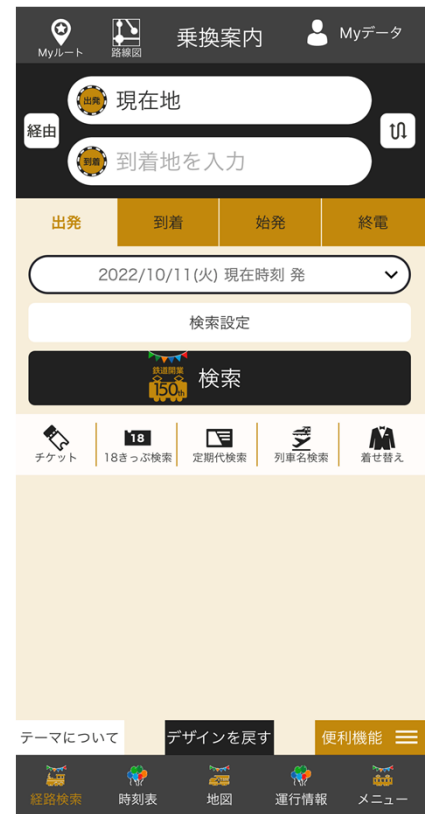 Myルート
路線図
乗換案内
Myデータ
経由
出発
現在地
到着
到着地を入力
出発
到着
始発
終電
2022/10/11(火) 現在時刻 発
検索設定
鉄道開業
150th
検索
チケット
18
18きっぷ検索
定期代検索
列車名検索
着せ替え
テーマについて
デザインを戻す
便利機能
経路検索
時刻表
地図
運行情報
メニュー